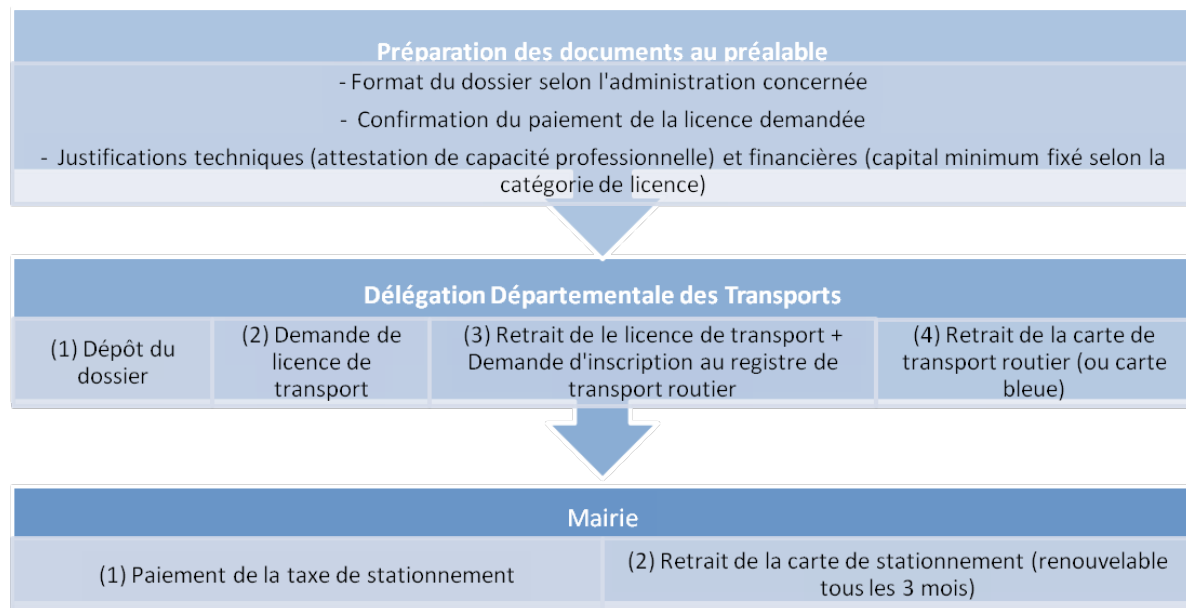 Préparation des documents au préalable
- Format du dossier selon l'administration concernée
- Confirmation du paiement de la licence demandée
- Justifications techniques (attestation de capacité professionnelle) et financières (capital minimum fixé selon la
catégorie de licence)
Délégation Départementale des Transports
(1) Dépôt du
dossier
(2) Demande de
licence de
transport
(3) Retrait de le licence de transport +
Demande d'inscription au registre de
transport routier
(4) Retrait de la carte de
transport routier (ou carte
bleue)
Mairie
(1) Paiement de la taxe de stationnement
(2) Retrait de la carte de stationnement (renouvelable
tous les 3 mois)